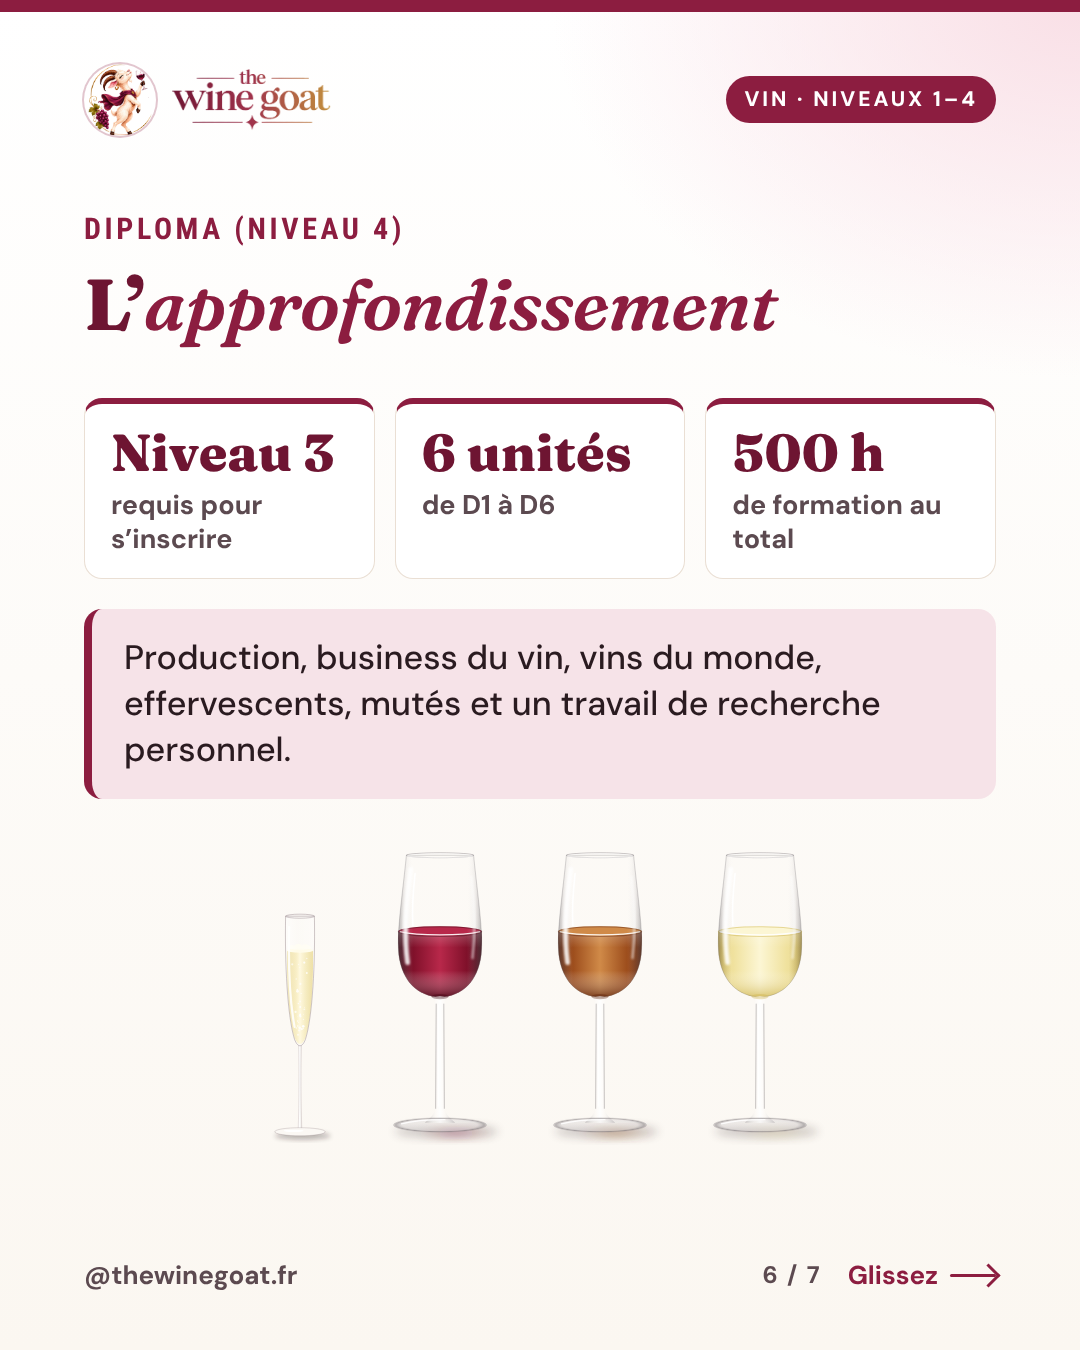 the
wine goat
VIN · NIVEAUX 1–4
DIPLOMA (NIVEAU 4)
L’approfondissement
Niveau 3
requis pour
s’inscrire
6 unités
de D1 à D6
500 h
de formation au
total
Production, business du vin, vins du monde,
effervescents, mutés et un travail de recherche
personnel.
@thewinegoat.fr
6 / 7
Glissez